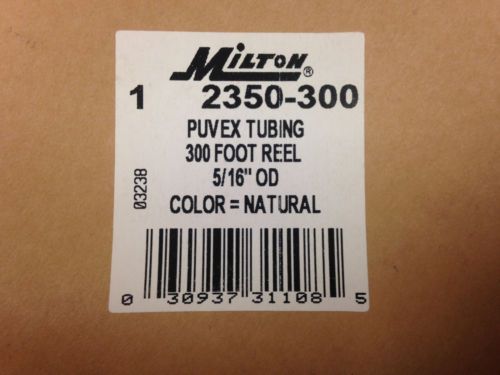 MILTON®
1 2350-300
PUVEX TUBING
300 FOOT REEL
5/16" OD
COLOR = NATURAL
03238
0 30937 31108 5